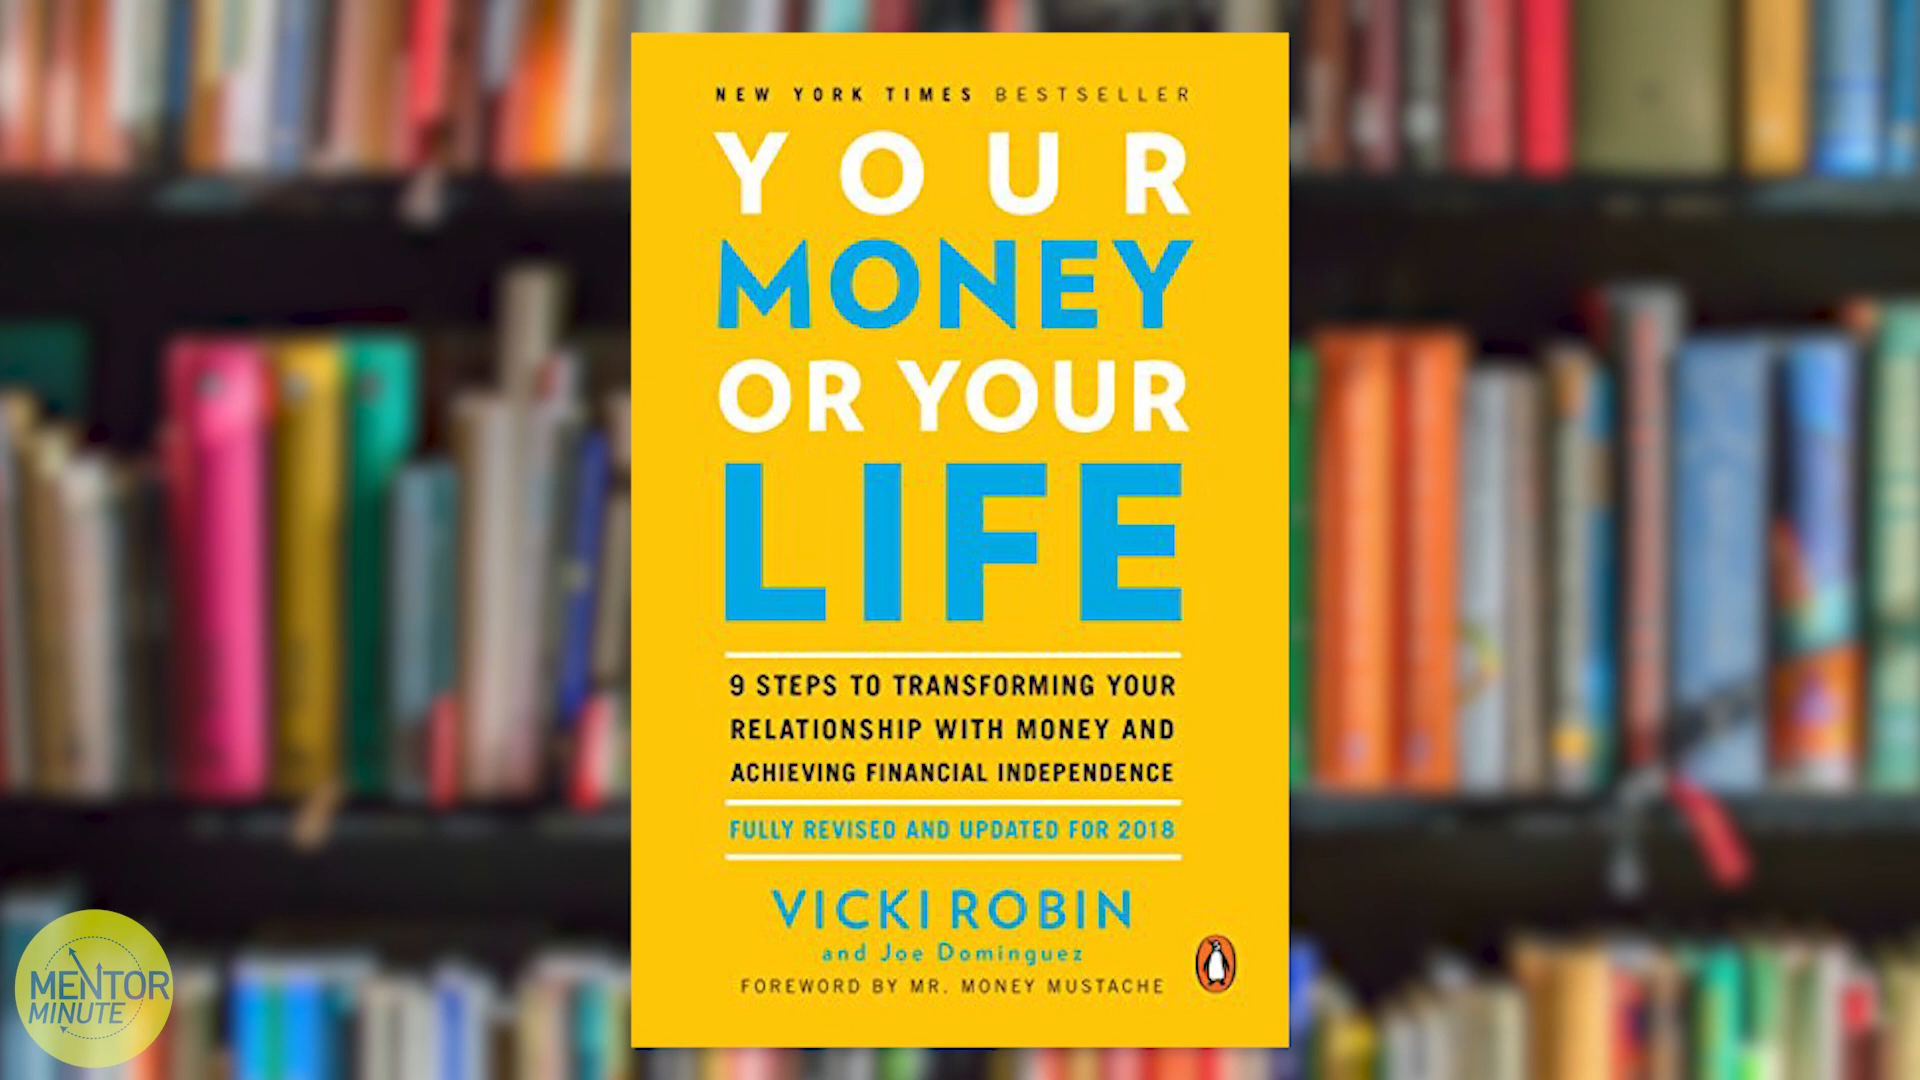 NEW YORK TIMES BESTSELLER
YOUR
MONEY
OR YOUR
LIFE
9 STEPS TO TRANSFORMING YOUR
RELATIONSHIP WITH MONEY AND
ACHIEVING FINANCIAL INDEPENDENCE
FULLY REVISED AND UPDATED FOR 2018
VICKI ROBIN
and Joe Dominguez
FOREWORD BY MR. MONEY MUSTACHE
MENTOR
MINUTE